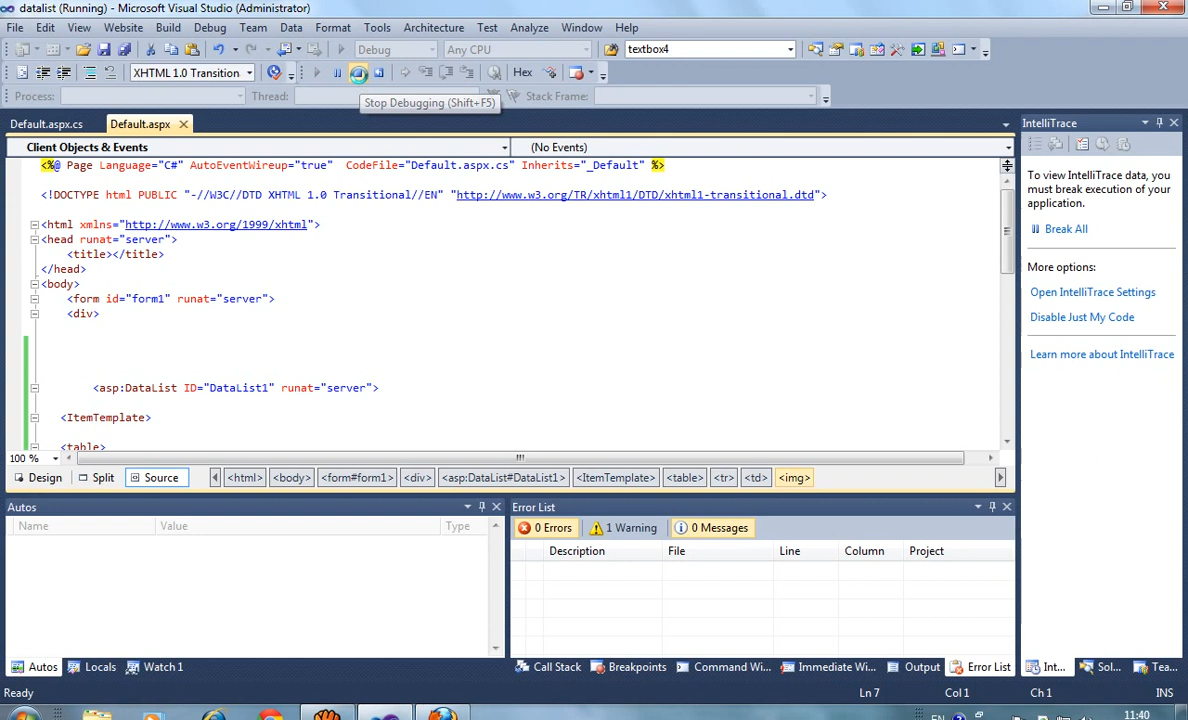 datalist (Running) - Microsoft Visual Studio (Administrator)
File Edit View Website Build Debug Team Data Format Tools Architecture Test Analyze Window Help
Debug Any CPU textbox4
XHTML 1.0 Transition Hex
Process: Thread: Stack Frame:
Stop Debugging (Shift+F5)
Default.aspx.cs Default.aspx
Client Objects & Events (No Events)
<%@ Page Language="C#" AutoEventWireup="true" CodeFile="Default.aspx.cs" Inherits="_Default" %>
<!DOCTYPE html PUBLIC "-//W3C//DTD XHTML 1.0 Transitional//EN" "http://www.w3.org/TR/xhtml1/DTD/xhtml1-transitional.dtd">
<html xmlns="http://www.w3.org/1999/xhtml">
<head runat="server">
<title></title>
</head>
<body>
<form id="form1" runat="server">
<div>
<asp:DataList ID="DataList1" runat="server">
<ItemTemplate>
<table>
100 %
Design Split Source <html> <body> <form#form1> <div> <asp:DataList#DataList1> <ItemTemplate> <table> <tr> <td> <img>
IntelliTrace
To view IntelliTrace data, you
must break execution of your
application.
Break All
More options:
Open IntelliTrace Settings
Disable Just My Code
Learn more about IntelliTrace
Autos
Name Value Type
Error List
0 Errors 1 Warning 0 Messages
Description File Line Column Project
Autos Locals Watch 1
Call Stack Breakpoints Command Wi... Immediate Wi... Output Error List
Int... Sol... Tea...
Ready Ln 7 Col 1 Ch 1 INS
EN 11:40